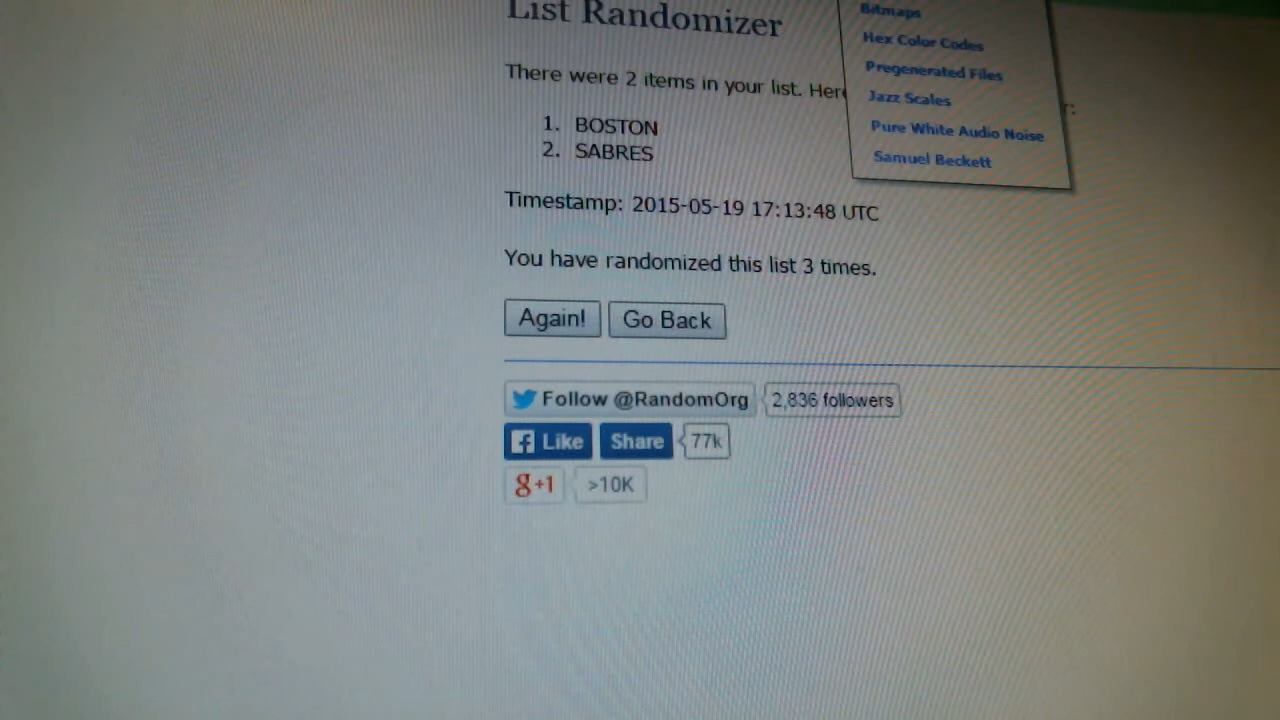 List Randomizer
There were 2 items in your list. Here
1. BOSTON
2. SABRES
Timestamp: 2015-05-19 17:13:48 UTC
You have randomized this list 3 times.
Again! Go Back
Follow @RandomOrg 2,836 followers
Like Share 77k
g+1 >10K
Bitmaps
Hex Color Codes
Pregenerated Files
Jazz Scales
Pure White Audio Noise
Samuel Beckett